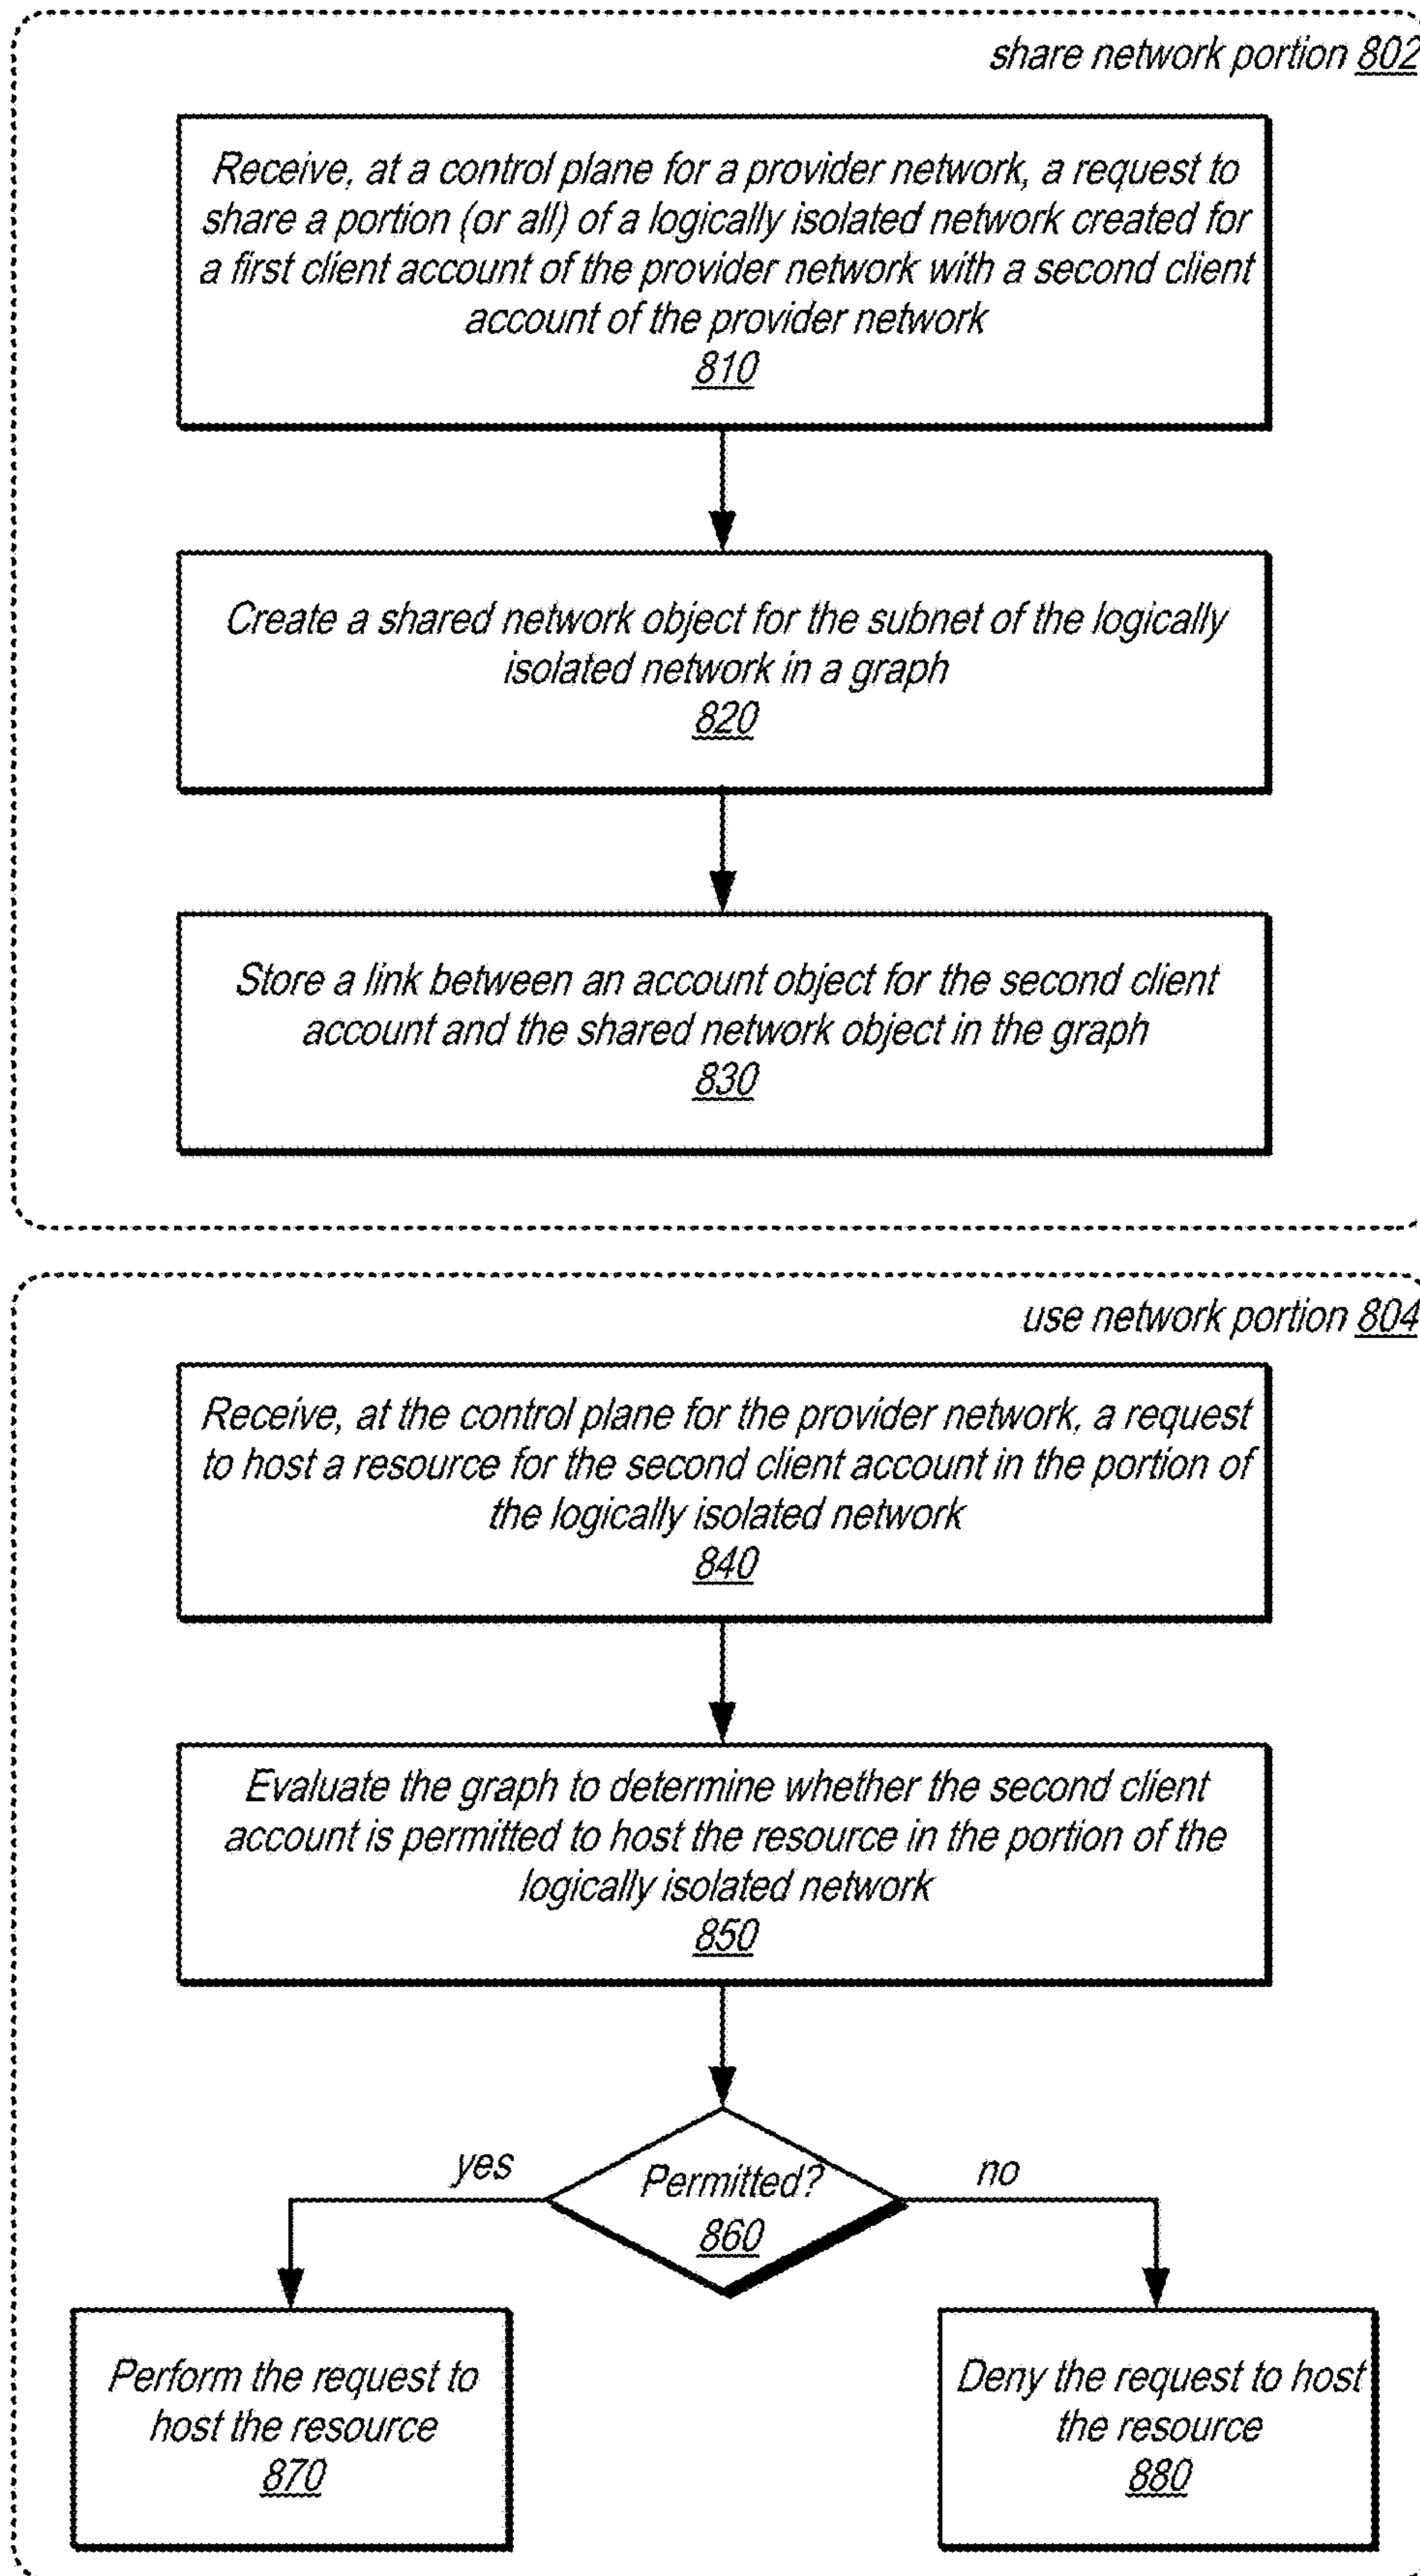 share network portion 802
Receive, at a control plane for a provider network, a request to
share a portion (or all) of a logically isolated network created for
a first client account of the provider network with a second client
account of the provider network
810
Create a shared network object for the subnet of the logically
isolated network in a graph
820
Store a link between an account object for the second client
account and the shared network object in the graph
830
use network portion 804
Receive, at the control plane for the provider network, a request
to host a resource for the second client account in the portion of
the logically isolated network
840
Evaluate the graph to determine whether the second client
account is permitted to host the resource in the portion of the
logically isolated network
850
yes
Permitted?
860
no
Perform the request to
host the resource
870
Deny the request to host
the resource
880